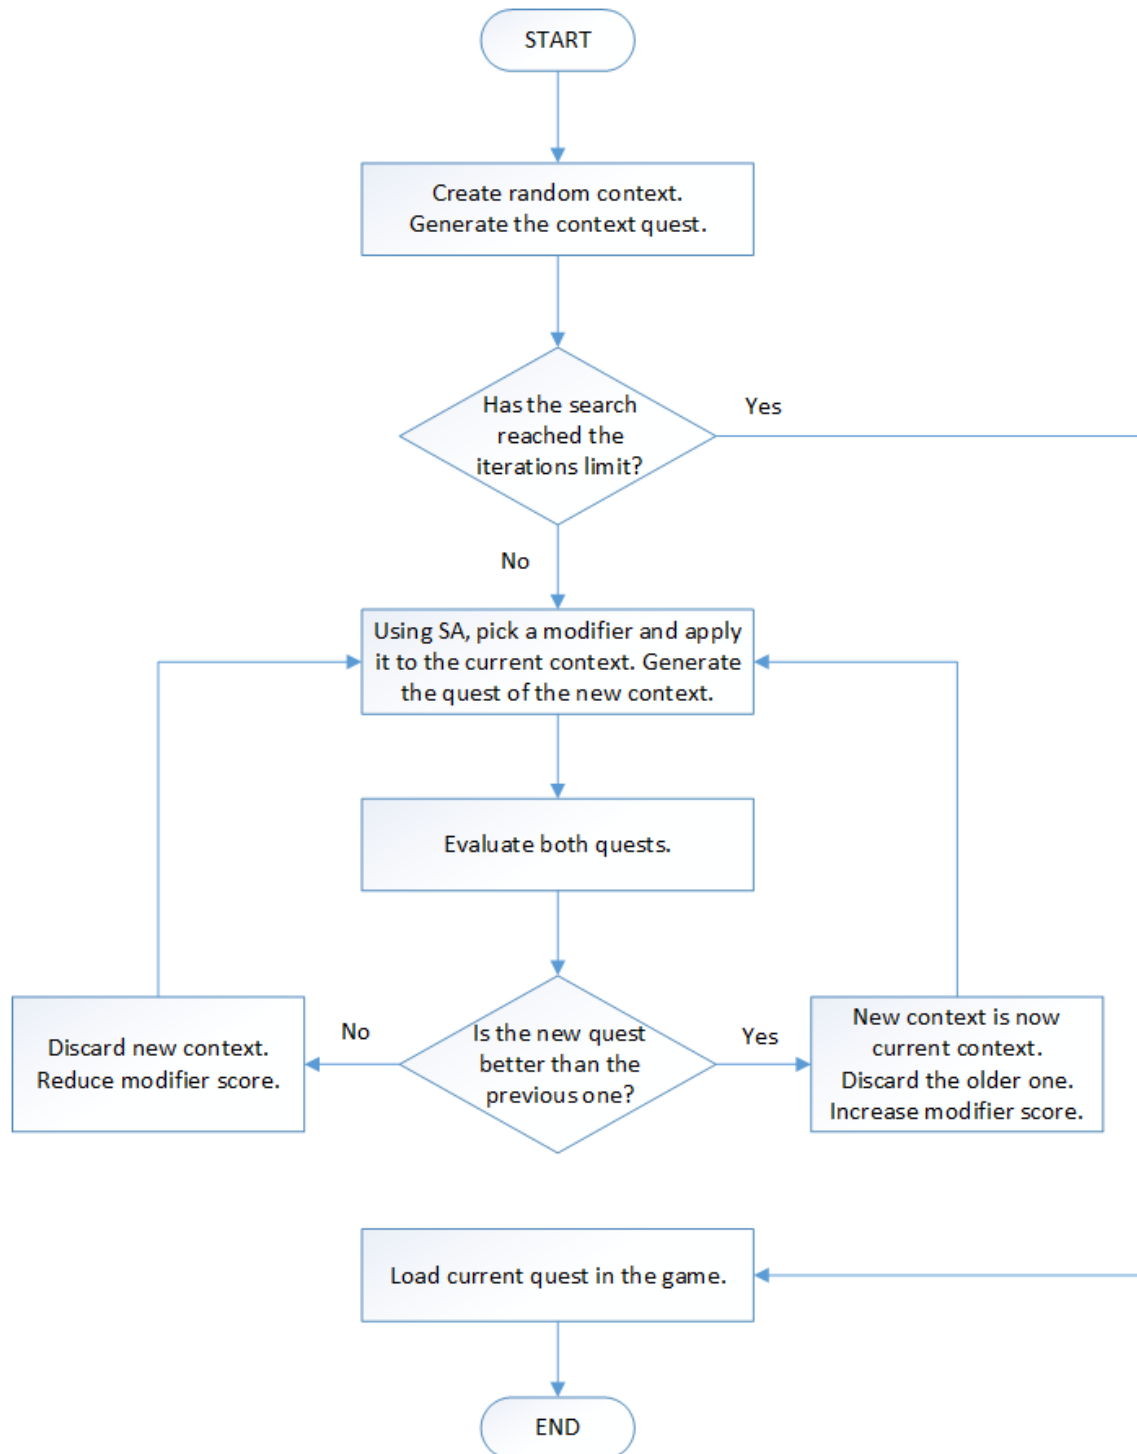 START
Create random context.
Generate the context quest.
Has the search
reached the
iterations limit?
Yes
No
Using SA, pick a modifier and apply
it to the current context. Generate
the quest of the new context.
Evaluate both quests.
Is the new quest
better than the
previous one?
No
Yes
Discard new context.
Reduce modifier score.
New context is now
current context.
Discard the older one.
Increase modifier score.
Load current quest in the game.
END